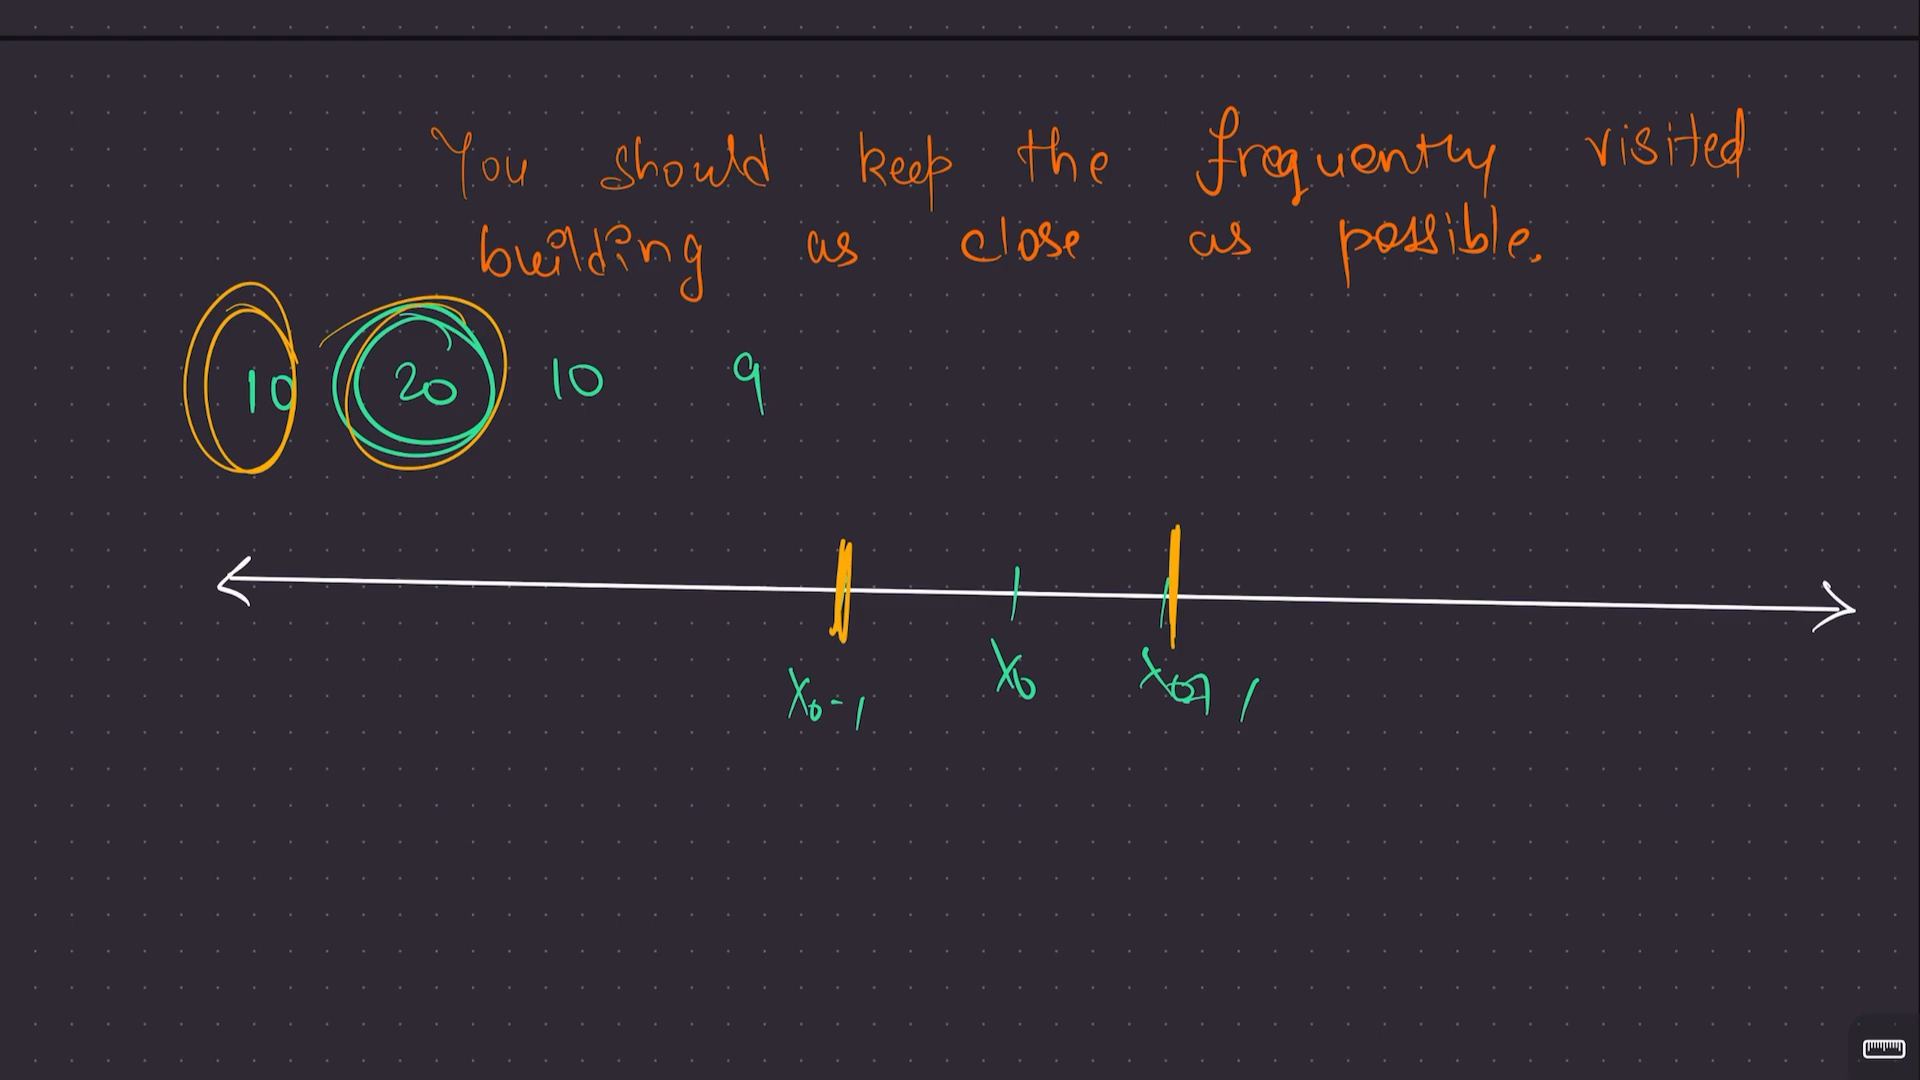 You should keep the frequently visited
building as close as possible.
10 20 10 9
X₀-1 X₀